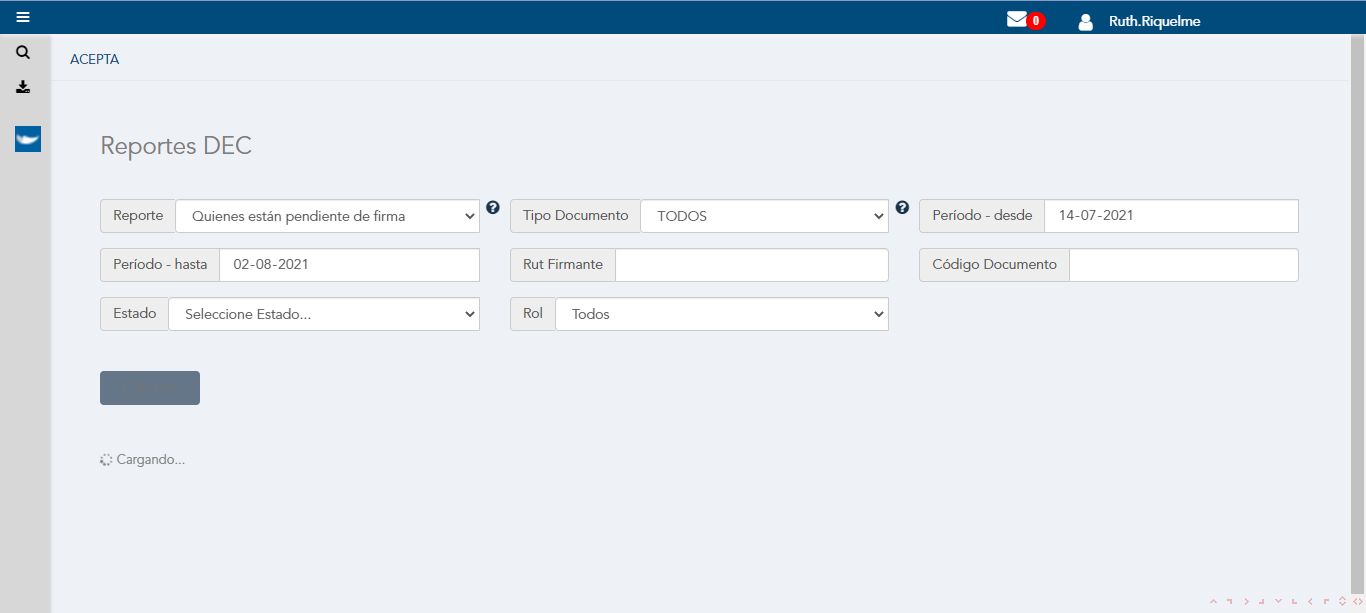 0 Ruth.Riquelme
ACEPTA
Reportes DEC
Reporte Quienes están pendiente de firma Tipo Documento TODOS Período - desde 14-07-2021
Período - hasta 02-08-2021 Rut Firmante Código Documento
Estado Seleccione Estado... Rol Todos
Cargando...